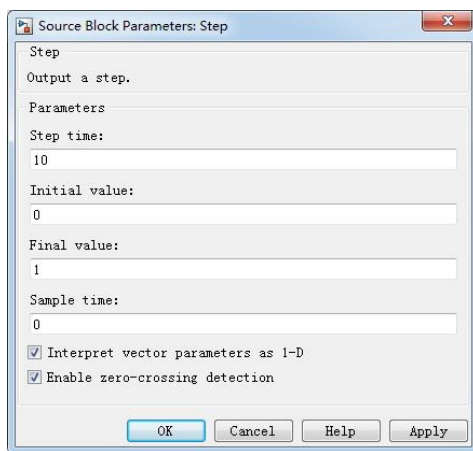 Source Block Parameters: Step
Step
Output a step.
Parameters
Step time:
10
Initial value:
0
Final value:
1
Sample time:
0
Interpret vector parameters as 1-D
Enable zero-crossing detection
OK Cancel Help Apply